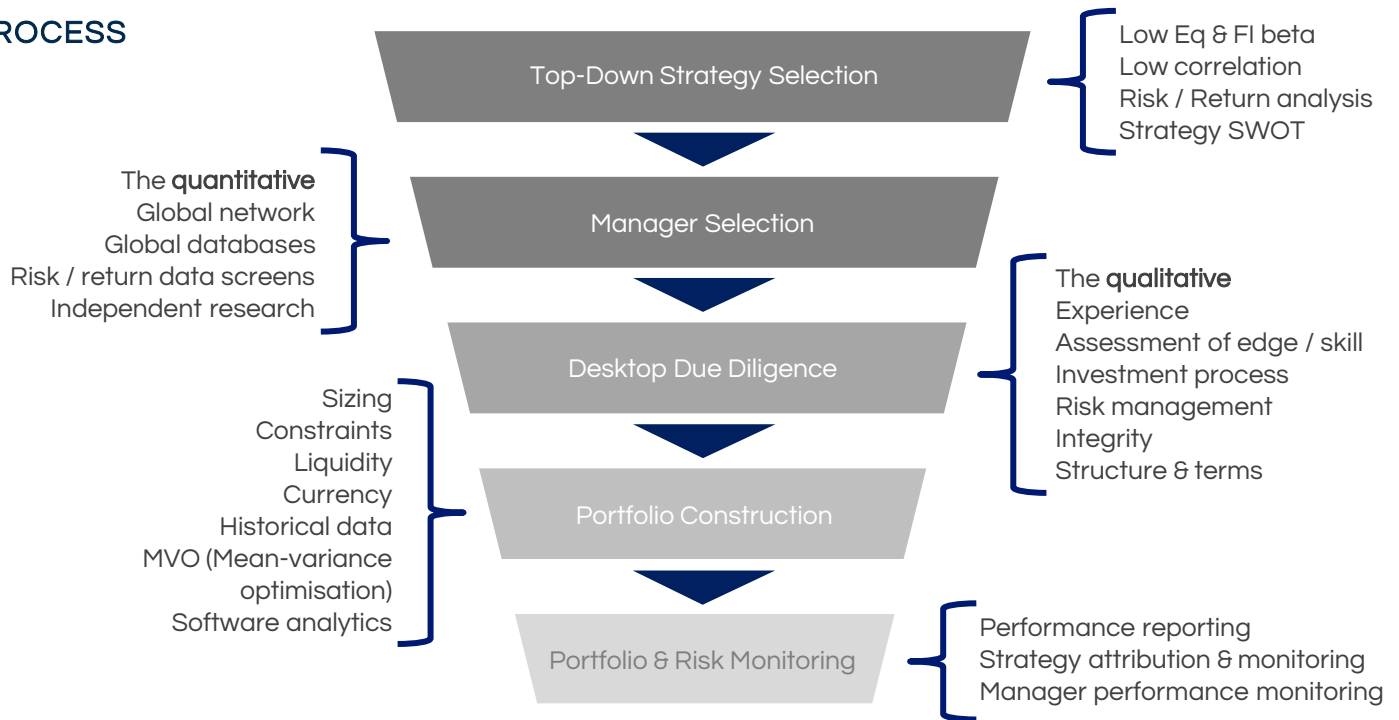 ROCESS
Top-Down Strategy Selection
Low Eq & FI beta
Low correlation
Risk / Return analysis
Strategy SWOT
The quantitative
Global network
Global databases
Risk / return data screens
Independent research
Manager Selection
Desktop Due Diligence
The qualitative
Experience
Assessment of edge / skill
Investment process
Risk management
Integrity
Structure & terms
Sizing
Constraints
Liquidity
Currency
Historical data
MVO (Mean-variance
optimisation)
Software analytics
Portfolio Construction
Portfolio & Risk Monitoring
Performance reporting
Strategy attribution & monitoring
Manager performance monitoring